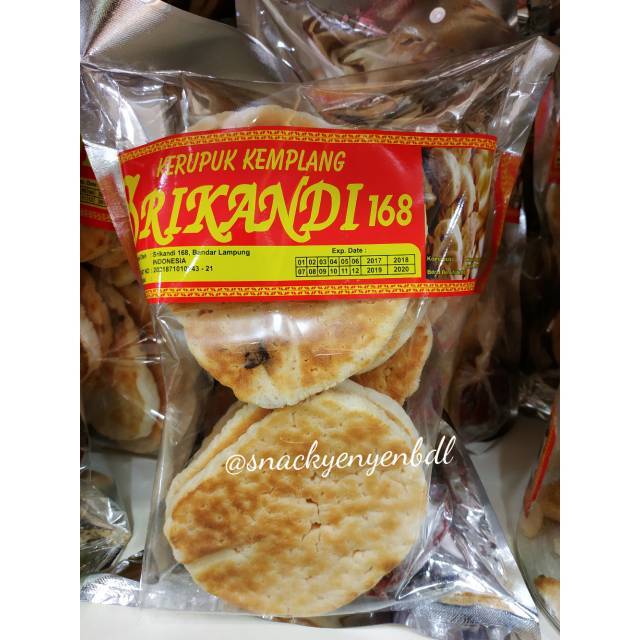 KERUPUK KEMPLANG
SRIKANDI 168
Srikandi 168, Bandar Lampung
INDONESIA
Exp. Date :
01 02 03 04 05 06 2017 2018
07 08 09 10 11 12 2019 2020
@snackyenyenbdl